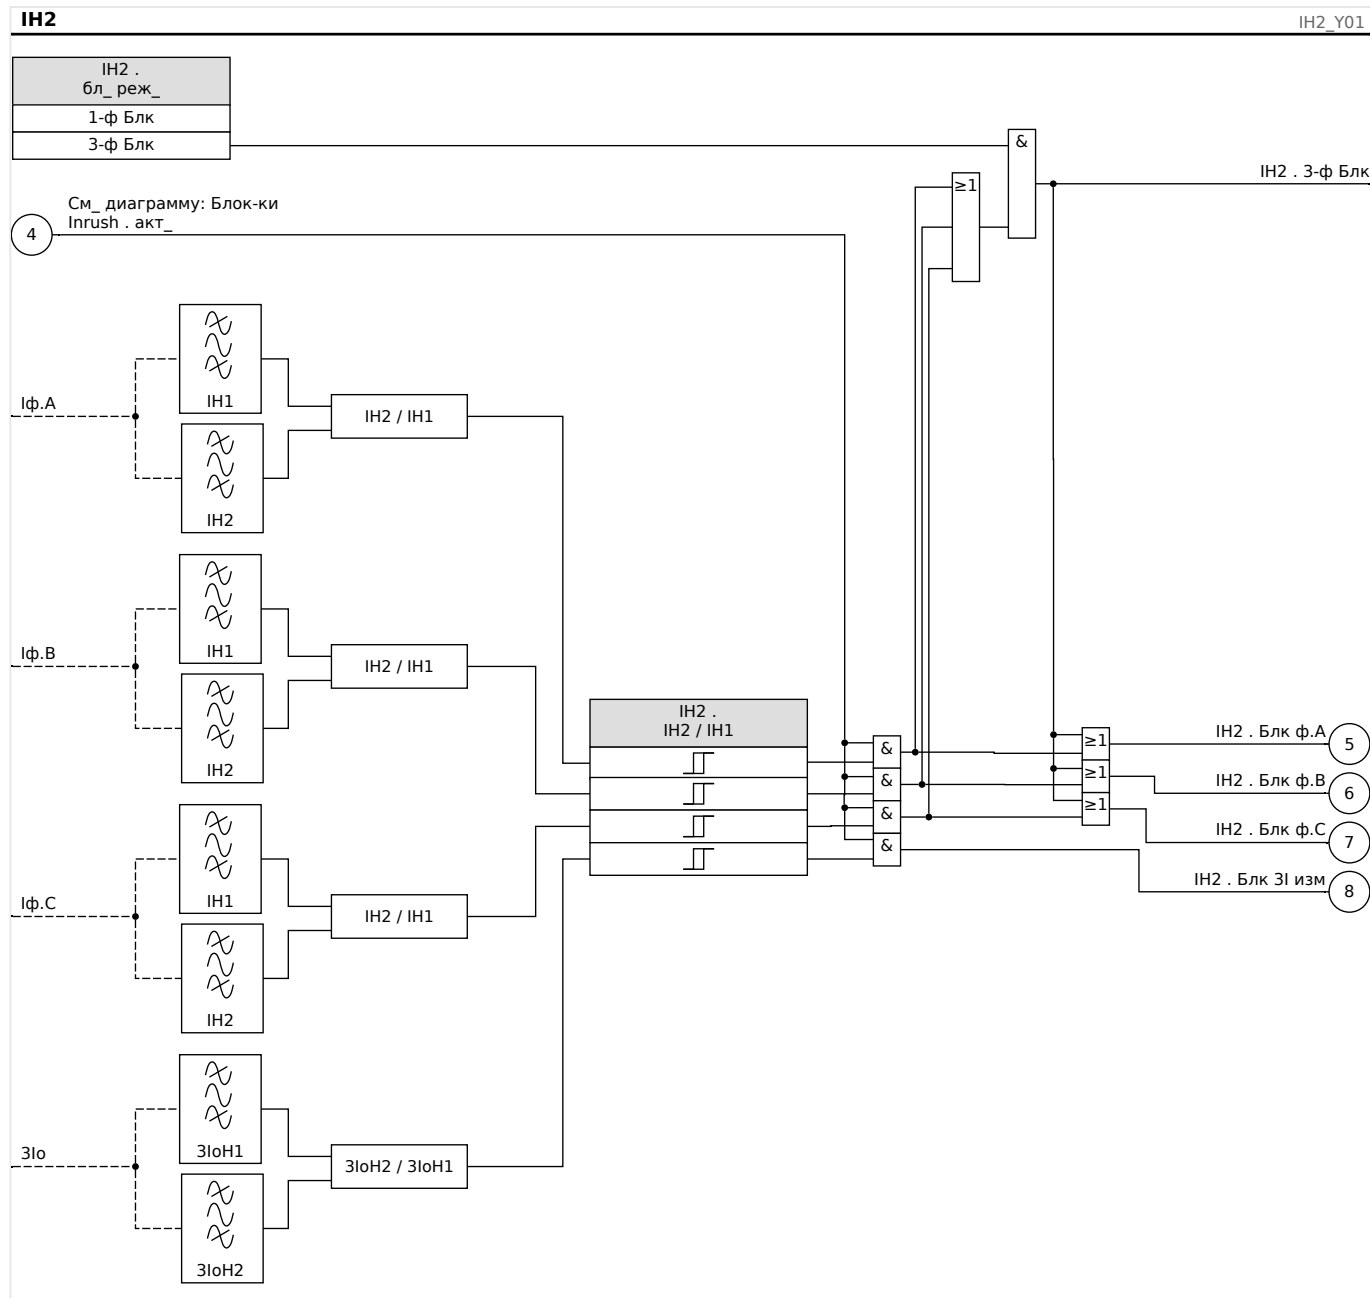 IH2
IH2_Y01
IH2 .
бл_ реж_
1-ф Блк
3-ф Блк
&
≥1
IH2 . 3-ф Блк
См_ диаграмму: Блок-ки
Inrush . акт_
4
IH1
Iф.A
IH2 / IH1
IH2
IH1
Iф.B
IH2 / IH1
IH2
IH2 .
IH2 / IH1
&
&
&
&
≥1
≥1
≥1
IH2 . Блк ф.A
5
IH2 . Блк ф.B
6
IH2 . Блк ф.C
7
IH2 . Блк 3I изм
8
IH1
Iф.C
IH2 / IH1
IH2
3IoH1
3Io
3IoH2 / 3IoH1
3IoH2